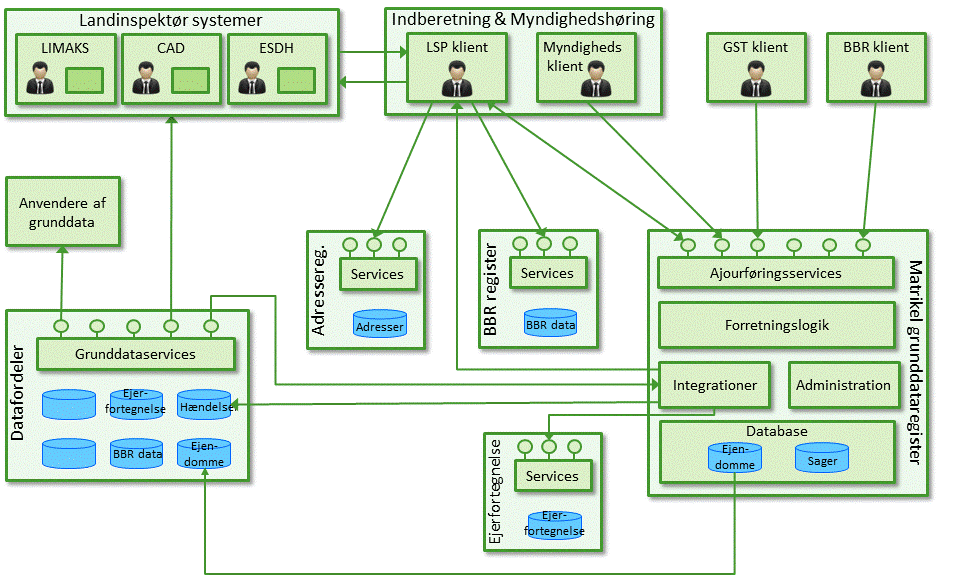 Landinspektør systemer
LIMAKS
CAD
ESDH
Indberetning & Myndighedshøring
LSP klient
Myndigheds
klient
GST klient
BBR klient
Anvendere af
grunddata
Adressereg.
Services
Adresser
BBR register
Services
BBR data
Matrikel grunddataregister
Ajourføringsservices
Forretningslogik
Integrationer
Administration
Database
Ejen-
domme
Sager
Datafordeler
Grunddataservices
Ejer-
fortegnelse
Hændelser
BBR data
Ejen-
domme
Ejerfortegnelse
Services
Ejer-
fortegnelse